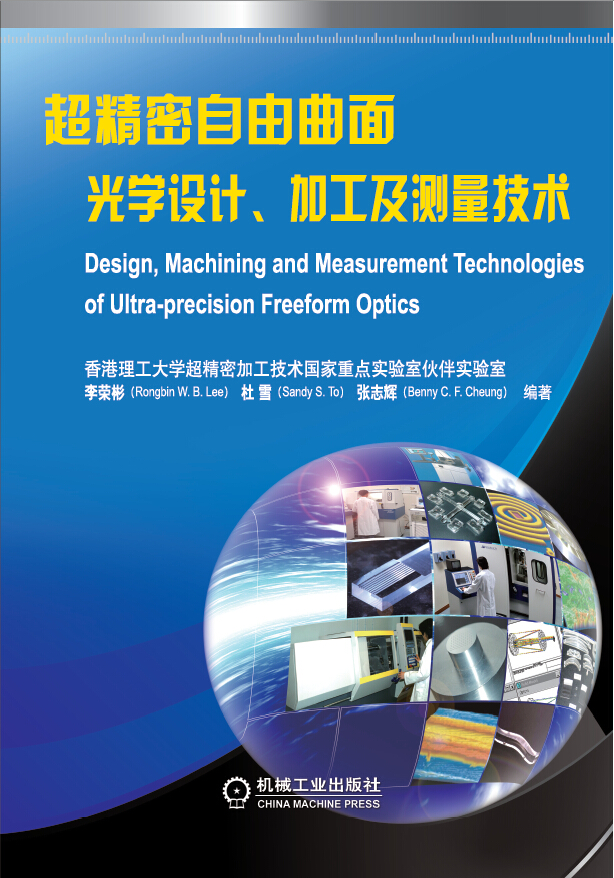 超精密自由曲面
光学设计、加工及测量技术
Design, Machining and Measurement Technologies
of Ultra-precision Freeform Optics
香港理工大学超精密加工技术国家重点实验室伙伴实验室
李荣彬（Rongbin W. B. Lee） 杜 雪（Sandy S. To） 张志辉（Benny C. F. Cheung） 编著
机械工业出版社
CHINA MACHINE PRESS